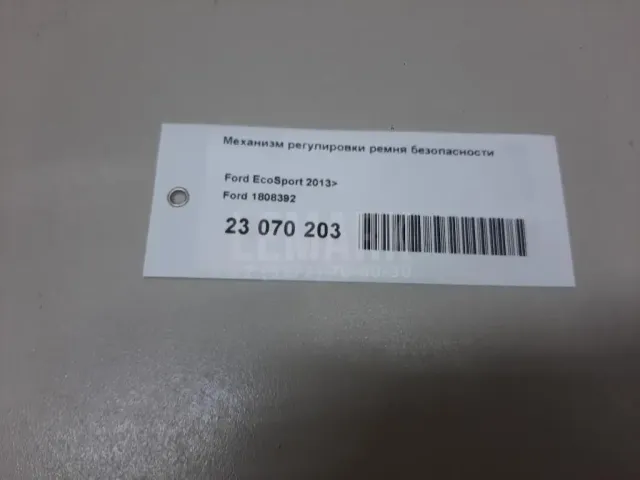 Механизм регулировки ремня безопасности
Ford EcoSport 2013>
Ford 1808392
23 070 203